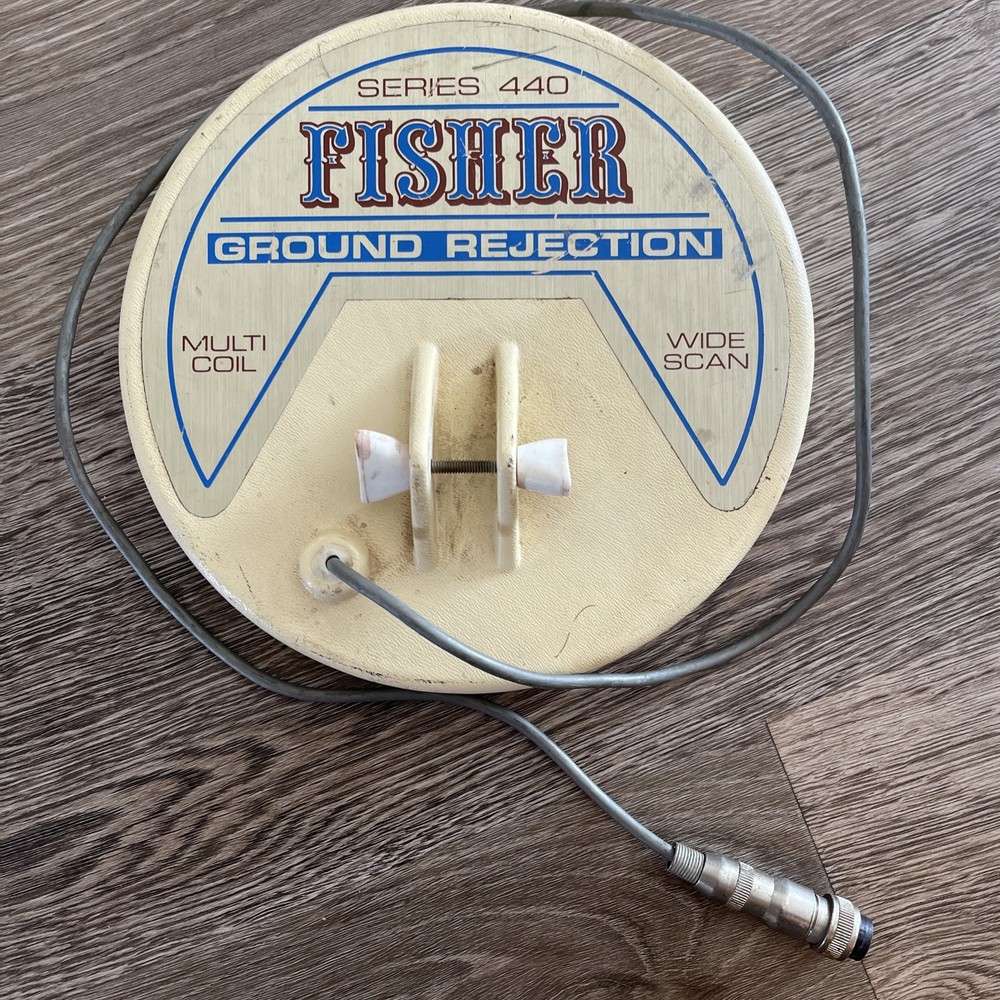 SERIES 440
FISHER
GROUND REJECTION
MULTI
COIL
WIDE
SCAN